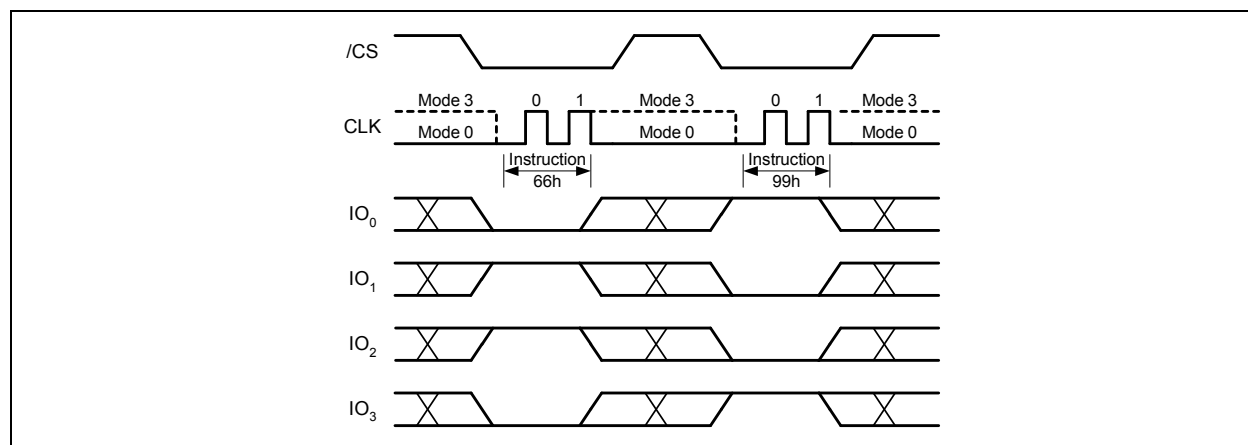 /CS
Mode 3 0 1 Mode 3 0 1 Mode 3
CLK
Mode 0 Mode 0 Mode 0
Instruction Instruction
66h 99h
IO0
IO1
IO2
IO3